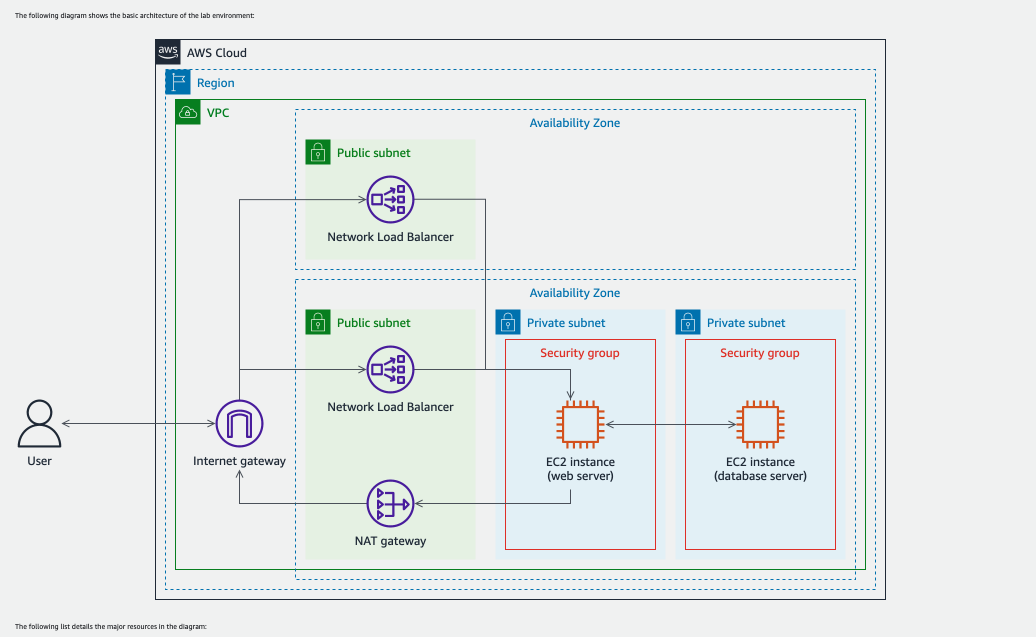 The following diagram shows the basic architecture of the lab environment:
aws
AWS Cloud
Region
VPC
Availability Zone
Public subnet
Network Load Balancer
Availability Zone
Public subnet
Private subnet
Private subnet
Security group
Security group
Network Load Balancer
User
Internet gateway
EC2 instance
(web server)
EC2 instance
(database server)
NAT gateway
The following list details the major resources in the diagram: